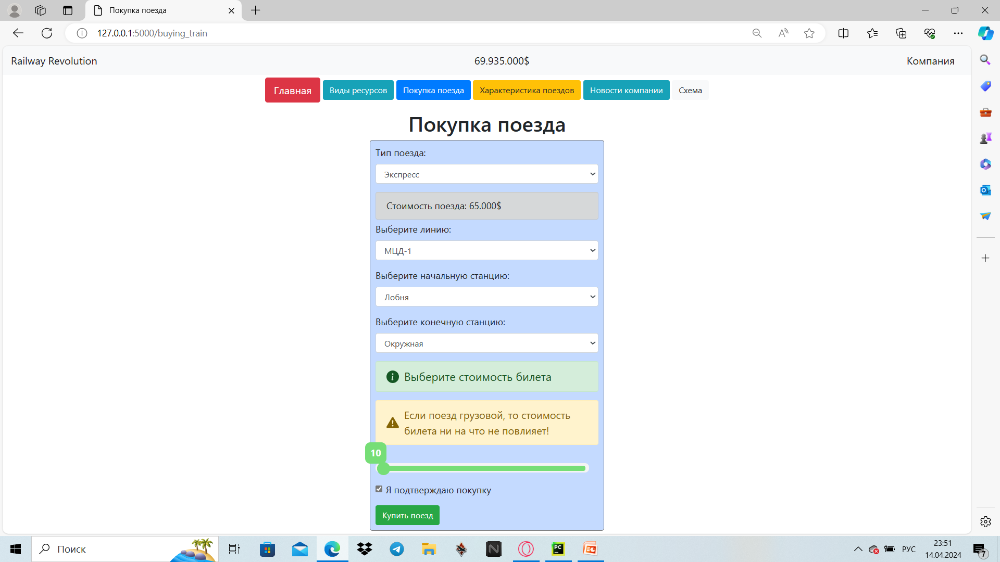 Покупка поезда
127.0.0.1:5000/buying_train
Railway Revolution
69.935.000$
Компания
Главная
Виды ресурсов
Покупка поезда
Характеристика поездов
Новости компании
Схема
Покупка поезда
Тип поезда:
Экспресс
Стоимость поезда: 65.000$
Выберите линию:
МЦД-1
Выберите начальную станцию:
Лобня
Выберите конечную станцию:
Окружная
Выберите стоимость билета
Если поезд грузовой, то стоимость
билета ни на что не повлияет!
10
Я подтверждаю покупку
Купить поезд
Поиск
PC
РУС
23:51
14.04.2024
7